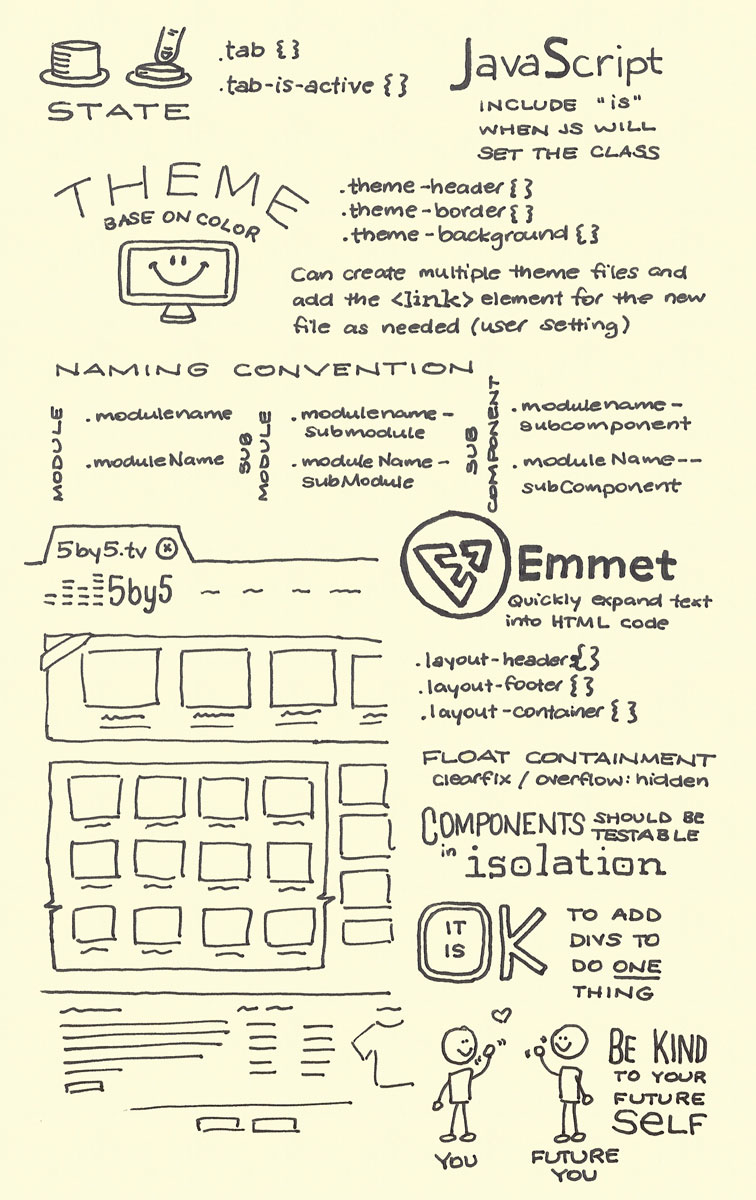 .tab {}
.tab-is-active {}
STATE
JavaScript
INCLUDE "is"
WHEN JS WILL
SET THE CLASS
THEME
BASE ON COLOR
.theme-header{}
.theme-border{}
.theme-background{}
Can create multiple theme files and
add the <link> element for the new
file as needed (user setting)
NAMING CONVENTION
MODULE
.modulename
.moduleName
SUB
MODULE
.modulename-
submodule
.moduleName-
subModule
SUB
COMPONENT
.modulename-
subcomponent
.moduleName--
subComponent
5by5.tv
5by5
Emmet
Quickly expand text
into HTML code
.layout-header{}
.layout-footer {}
.layout-container {}
FLOAT CONTAINMENT
clearfix / overflow: hidden
COMPONENTS SHOULD BE
TESTABLE
in isolation
IT
IS
OK
TO ADD
DIVS TO
DO ONE
THING
BE KIND
TO YOUR
FUTURE
SELF
YOU
FUTURE
YOU